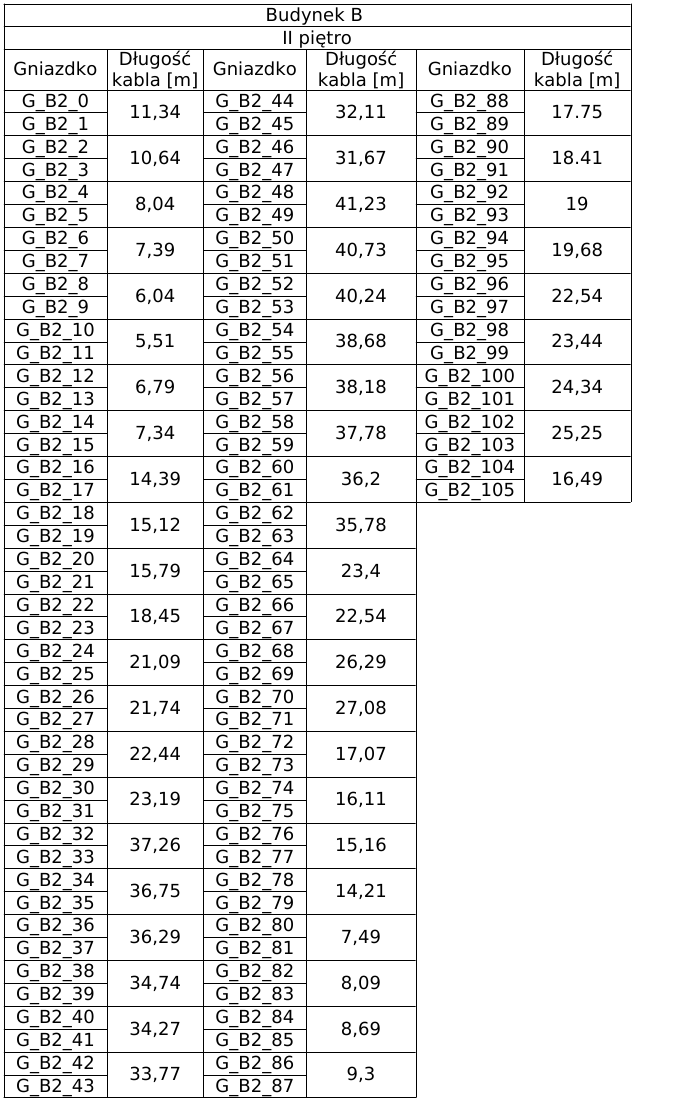 Budynek B
II piętro
Gniazdko Długość kabla [m] Gniazdko Długość kabla [m] Gniazdko Długość kabla [m]
G_B2_0 11,34 G_B2_44 32,11 G_B2_88 17.75
G_B2_1 G_B2_45 G_B2_89
G_B2_2 10,64 G_B2_46 31,67 G_B2_90 18.41
G_B2_3 G_B2_47 G_B2_91
G_B2_4 8,04 G_B2_48 41,23 G_B2_92 19
G_B2_5 G_B2_49 G_B2_93
G_B2_6 7,39 G_B2_50 40,73 G_B2_94 19,68
G_B2_7 G_B2_51 G_B2_95
G_B2_8 6,04 G_B2_52 40,24 G_B2_96 22,54
G_B2_9 G_B2_53 G_B2_97
G_B2_10 5,51 G_B2_54 38,68 G_B2_98 23,44
G_B2_11 G_B2_55 G_B2_99
G_B2_12 6,79 G_B2_56 38,18 G_B2_100 24,34
G_B2_13 G_B2_57 G_B2_101
G_B2_14 7,34 G_B2_58 37,78 G_B2_102 25,25
G_B2_15 G_B2_59 G_B2_103
G_B2_16 14,39 G_B2_60 36,2 G_B2_104 16,49
G_B2_17 G_B2_61 G_B2_105
G_B2_18 15,12 G_B2_62 35,78
G_B2_19 G_B2_63
G_B2_20 15,79 G_B2_64 23,4
G_B2_21 G_B2_65
G_B2_22 18,45 G_B2_66 22,54
G_B2_23 G_B2_67
G_B2_24 21,09 G_B2_68 26,29
G_B2_25 G_B2_69
G_B2_26 21,74 G_B2_70 27,08
G_B2_27 G_B2_71
G_B2_28 22,44 G_B2_72 17,07
G_B2_29 G_B2_73
G_B2_30 23,19 G_B2_74 16,11
G_B2_31 G_B2_75
G_B2_32 37,26 G_B2_76 15,16
G_B2_33 G_B2_77
G_B2_34 36,75 G_B2_78 14,21
G_B2_35 G_B2_79
G_B2_36 36,29 G_B2_80 7,49
G_B2_37 G_B2_81
G_B2_38 34,74 G_B2_82 8,09
G_B2_39 G_B2_83
G_B2_40 34,27 G_B2_84 8,69
G_B2_41 G_B2_85
G_B2_42 33,77 G_B2_86 9,3
G_B2_43 G_B2_87